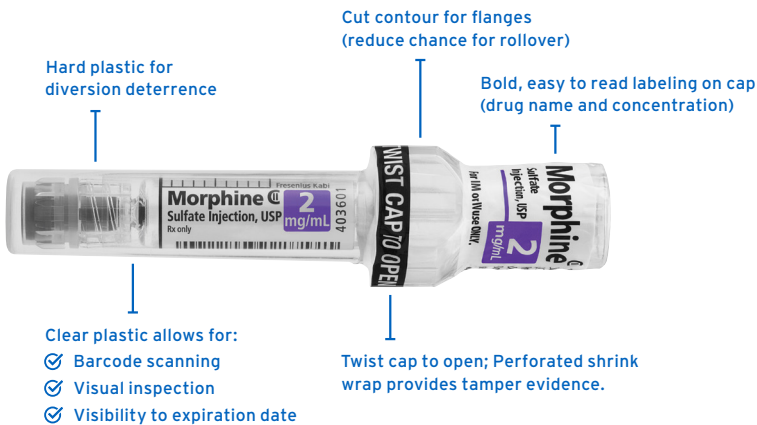 Cut contour for flanges
(reduce chance for rollover)
Hard plastic for
diversion deterrence
Bold, easy to read labeling on cap
(drug name and concentration)
Fresenius Kabi
Morphine CII
Sulfate Injection, USP
Rx only
2
mg/mL
403601
TWIST CAP TO OPEN
Morphine
Sulfate
Injection, USP
2
mg/mL
For IM or IV use ONLY.
Clear plastic allows for:
Barcode scanning
Visual inspection
Visibility to expiration date
Twist cap to open; Perforated shrink
wrap provides tamper evidence.